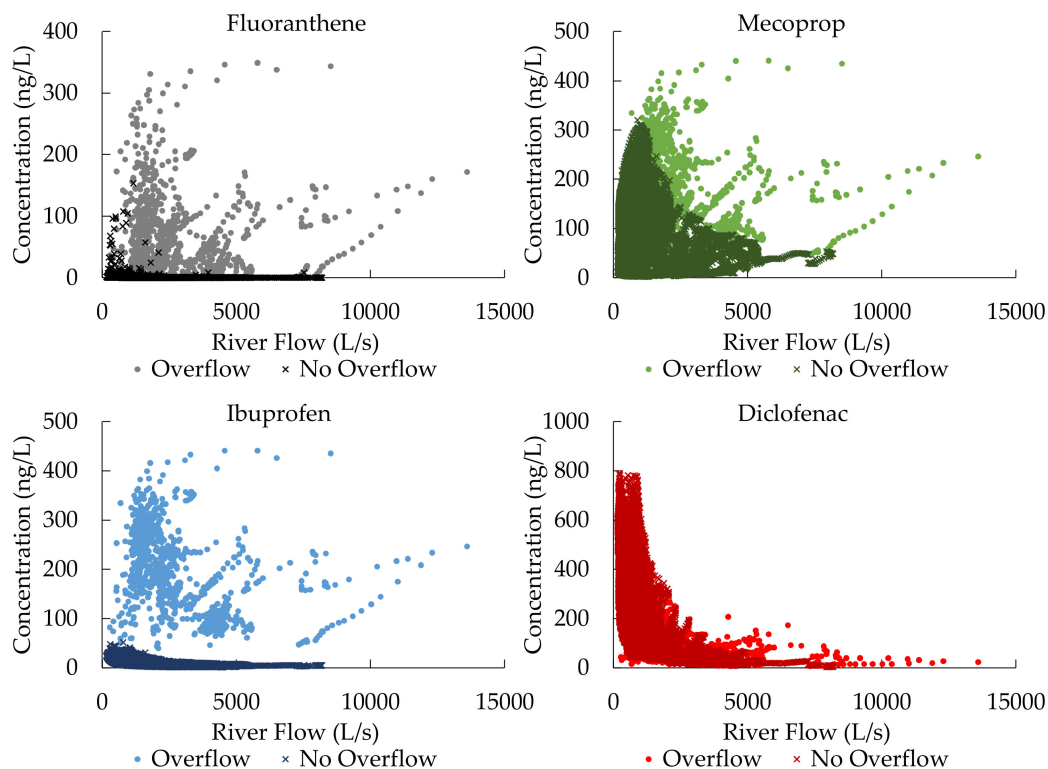 Fluoranthene
Concentration (ng/L)
400
300
200
100
0
0 5000 10000 15000
River Flow (L/s)
Overflow × No Overflow
Mecoprop
Concentration (ng/L)
500
400
300
200
100
0
0 5000 10000 15000
River Flow (L/s)
Overflow × No Overflow
Ibuprofen
Concentration (ng/L)
500
400
300
200
100
0
0 5000 10000 15000
River Flow (L/s)
Overflow × No Overflow
Diclofenac
Concentration (ng/L)
1000
800
600
400
200
0
0 5000 10000 15000
River Flow (L/s)
Overflow × No Overflow